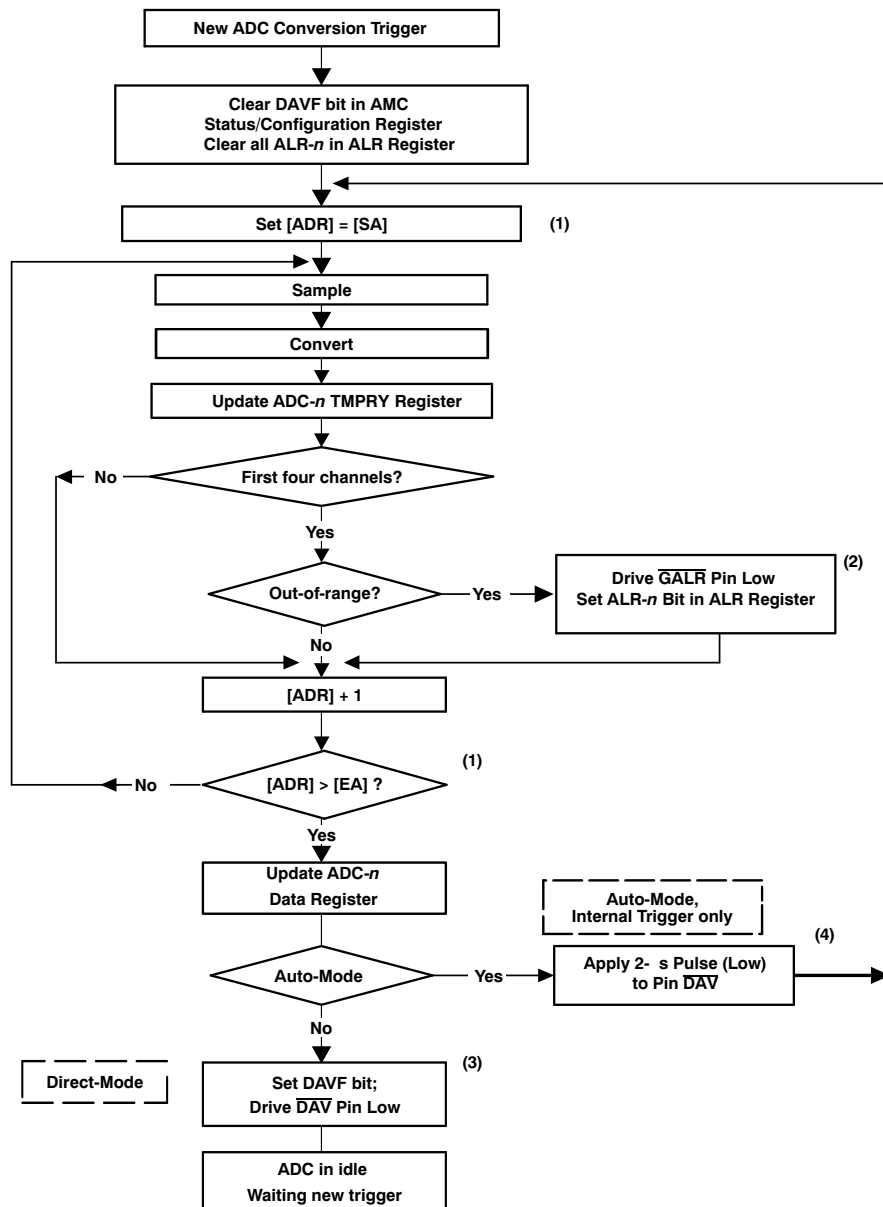 New ADC Conversion Trigger
Clear DAVF bit in AMC
Status/Configuration Register
Clear all ALR-n in ALR Register
Set [ADR] = [SA]
(1)
Sample
Convert
Update ADC-n TMPRY Register
First four channels?
No
Yes
Out-of-range?
Yes
(2)
Drive GALR Pin Low
Set ALR-n Bit in ALR Register
No
[ADR] + 1
(1)
[ADR] > [EA] ?
No
Yes
Update ADC-n
Data Register
Auto-Mode,
Internal Trigger only
(4)
Auto-Mode
Yes
Apply 2- s Pulse (Low)
to Pin DAV
No
(3)
Direct-Mode
Set DAVF bit;
Drive DAV Pin Low
ADC in idle
Waiting new trigger